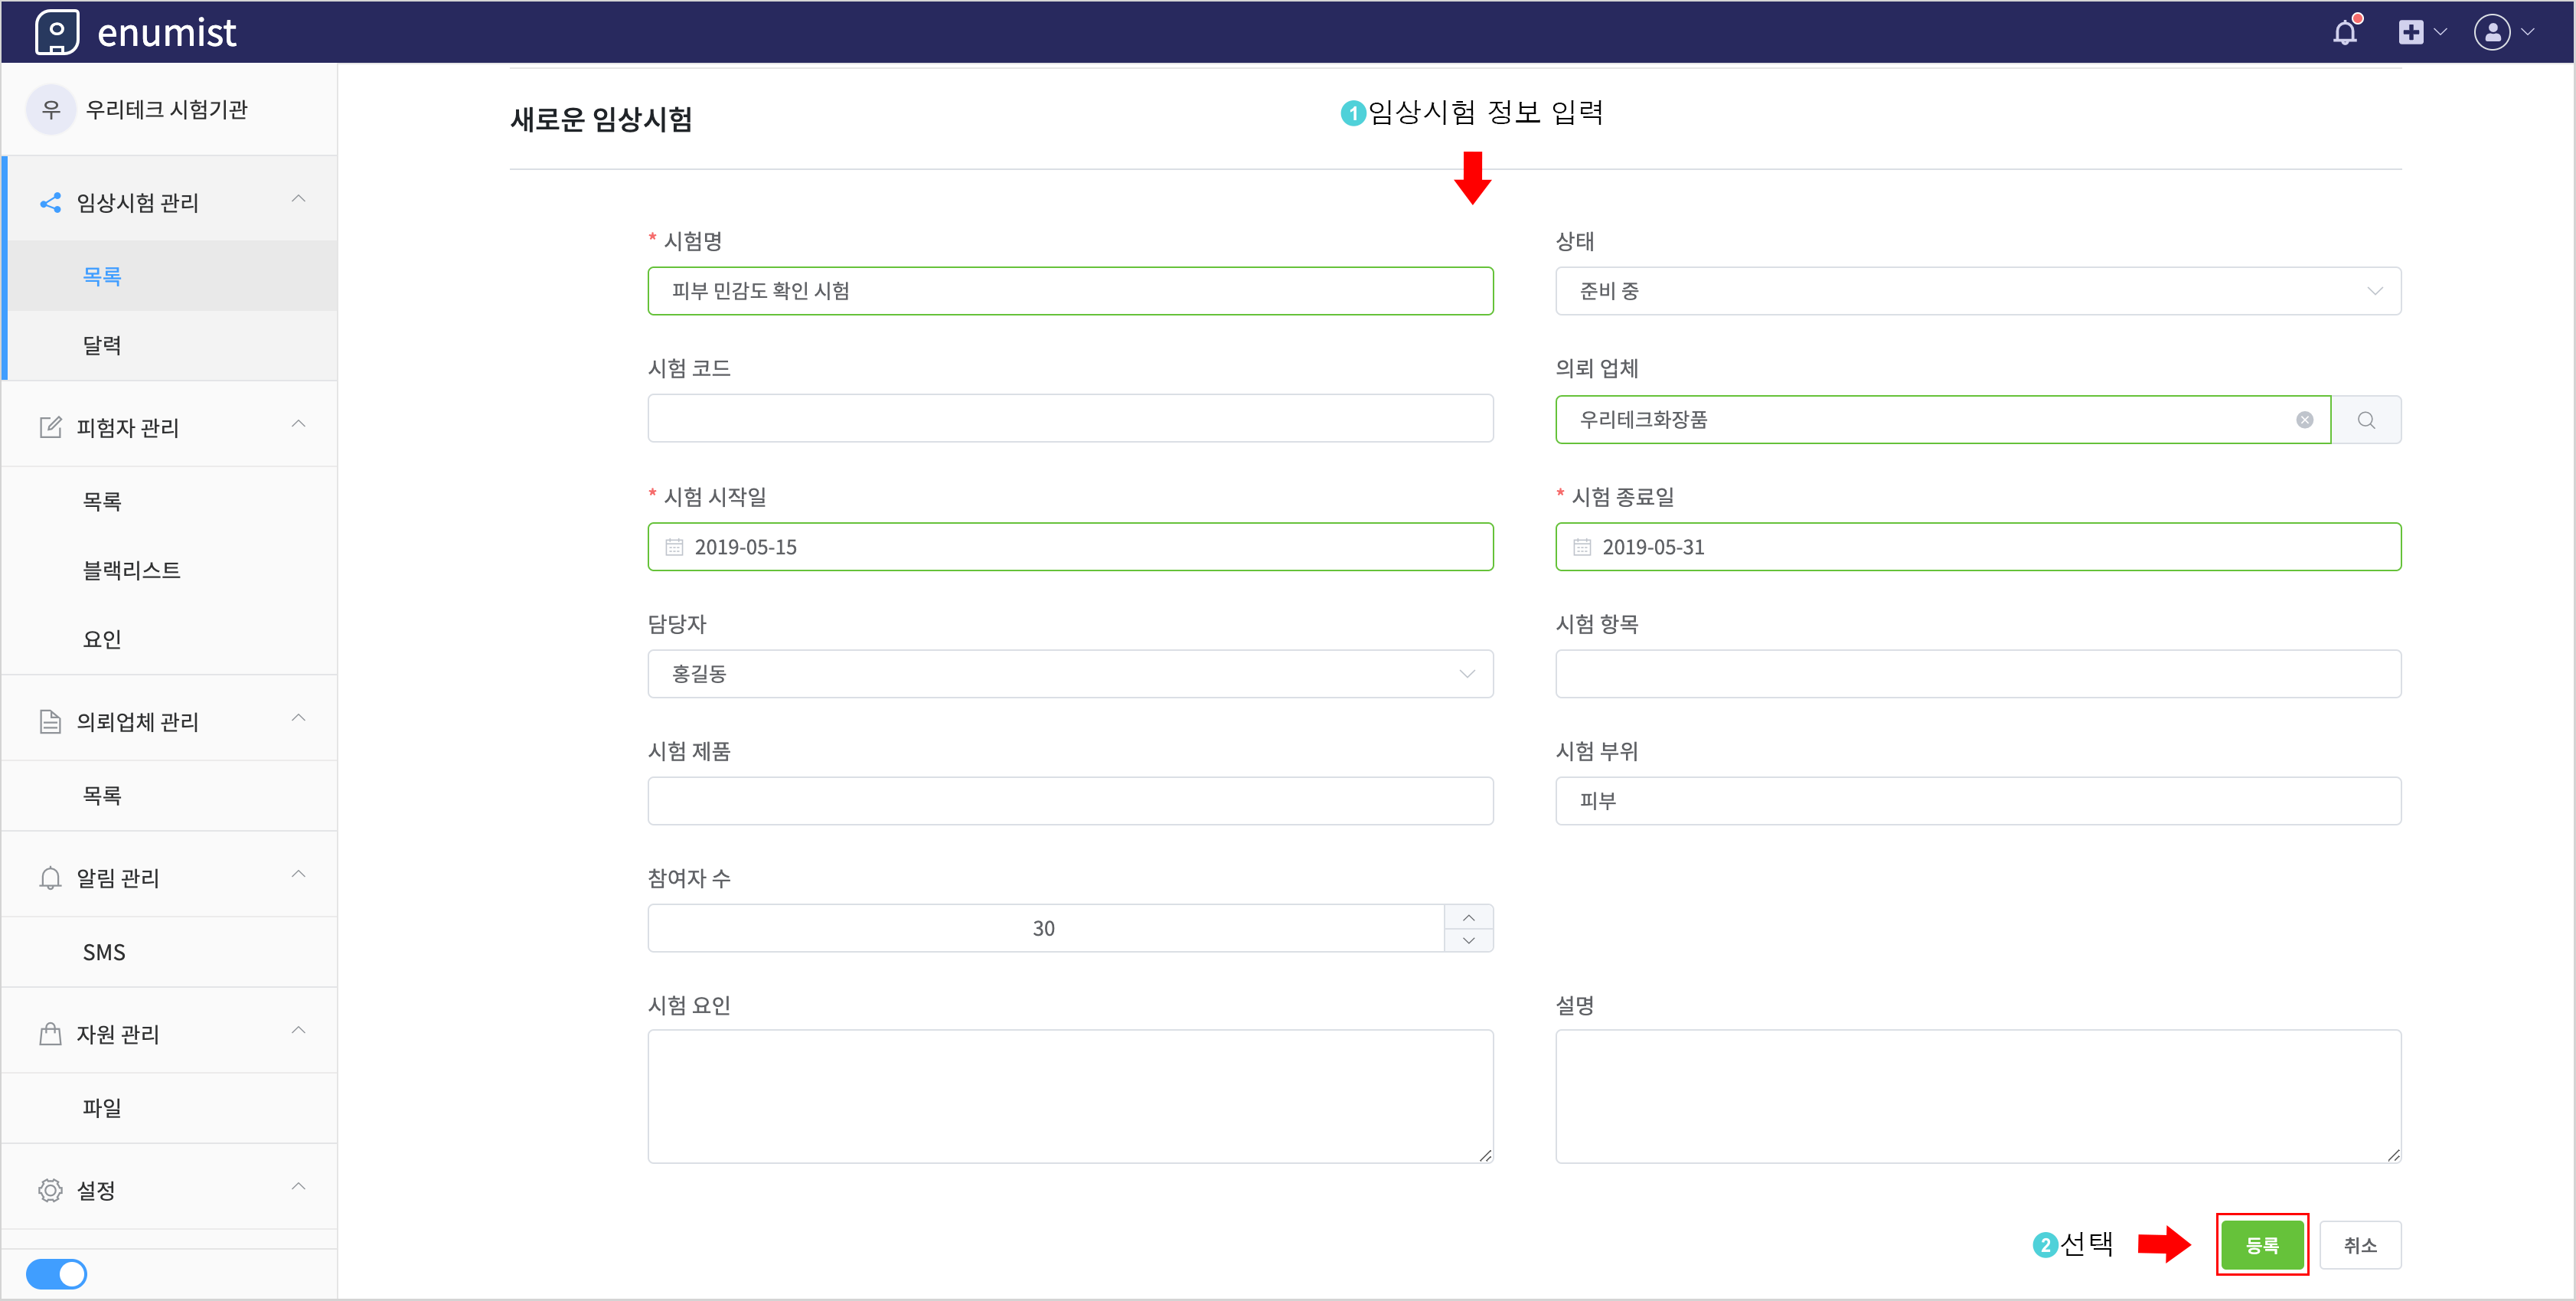 enumist
우 우리테크 시험기관
임상시험 관리
목록
달력
피험자 관리
목록
블랙리스트
요인
의뢰업체 관리
목록
알림 관리
SMS
자원 관리
파일
설정
새로운 임상시험
1 임상시험 정보 입력
* 시험명
피부 민감도 확인 시험
상태
준비 중
시험 코드
의뢰 업체
우리테크화장품
* 시험 시작일
2019-05-15
* 시험 종료일
2019-05-31
담당자
홍길동
시험 항목
시험 제품
시험 부위
피부
참여자 수
30
시험 요인
설명
2 선택
등록
취소